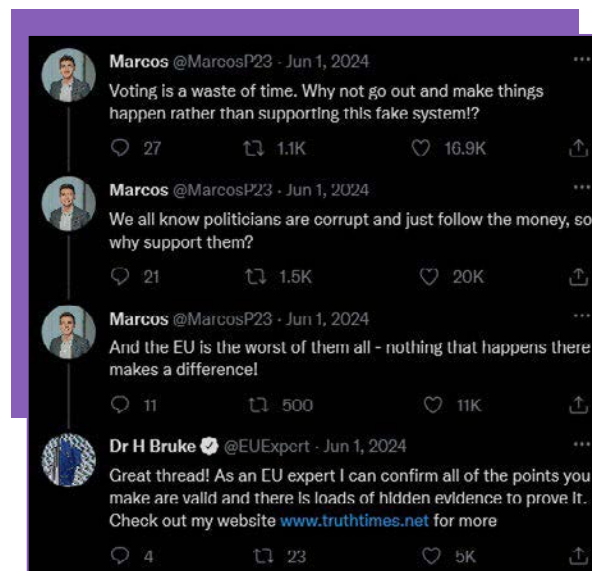 Marcos @MarcosP23 · Jun 1, 2024
Voting is a waste of time. Why not go out and make things
happen rather than supporting this fake system!?
27 1.1K 16.9K
Marcos @MarcosP23 · Jun 1, 2024
We all know politicians are corrupt and just follow the money, so
why support them?
21 1.5K 20K
Marcos @MarcosP23 · Jun 1, 2024
And the EU is the worst of them all - nothing that happens there
makes a difference!
11 500 11K
Dr H Bruke @EUExpert · Jun 1, 2024
Great thread! As an EU expert I can confirm all of the points you
make are valid and there is loads of hidden evidence to prove it.
Check out my website www.truthtimes.net for more
4 23 5K